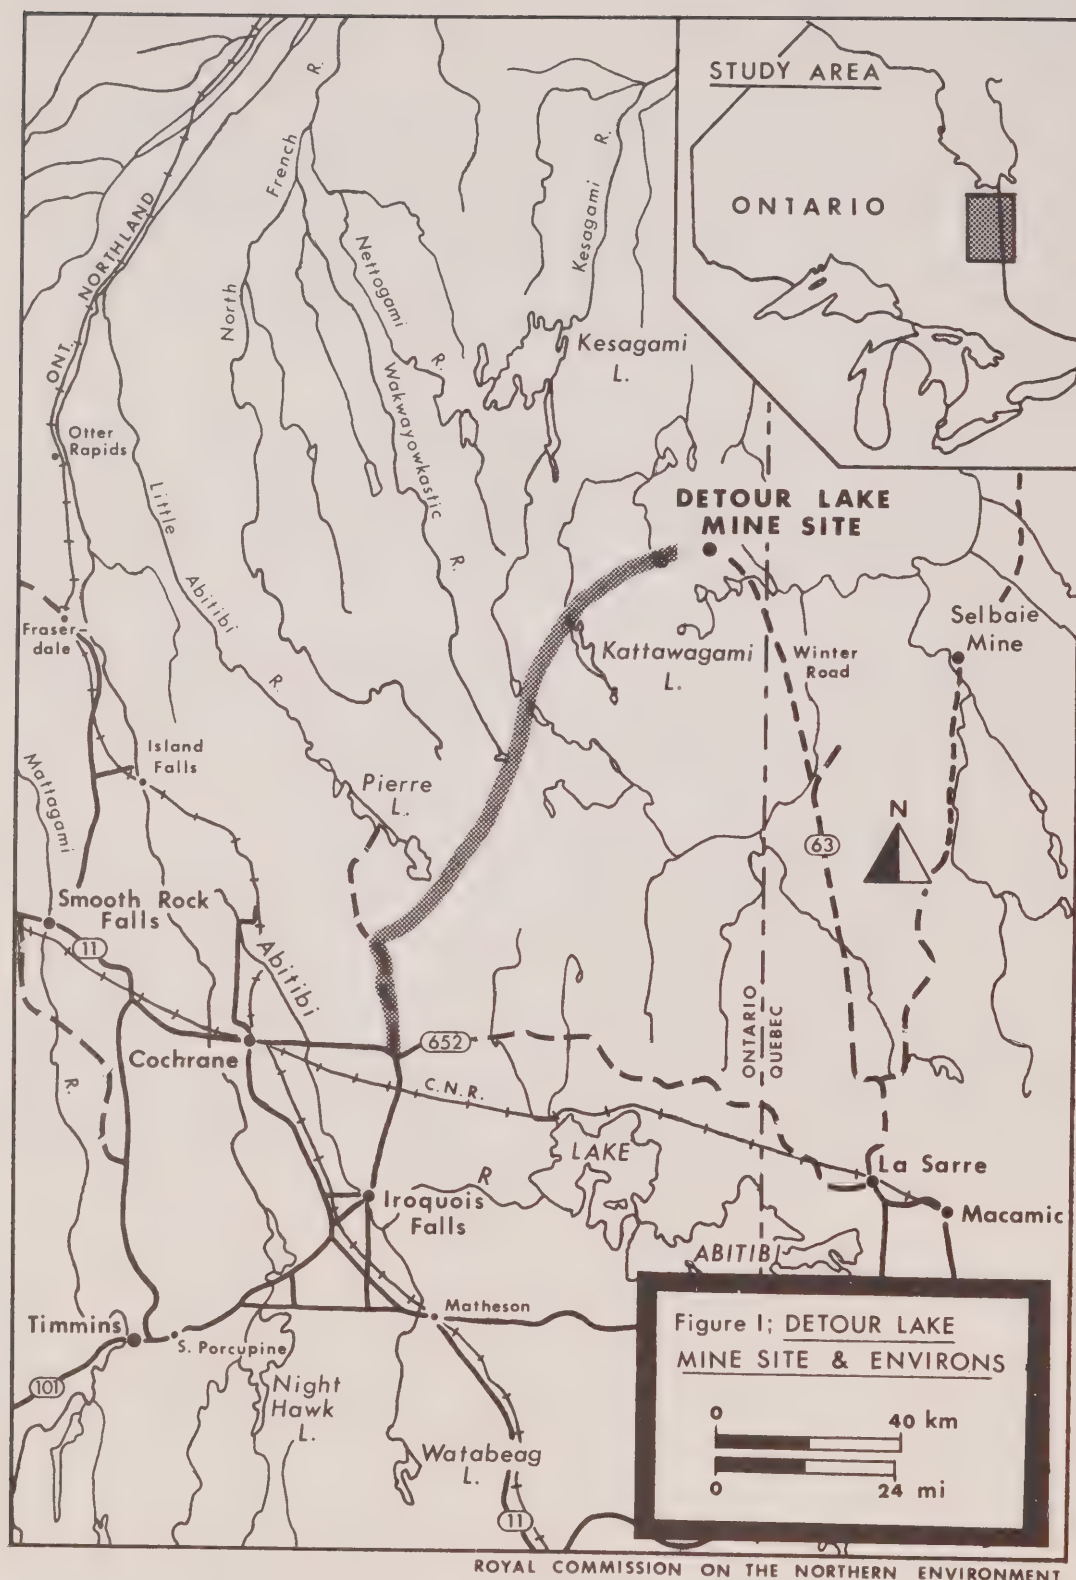 STUDY AREA
ONTARIO
R.
French
North
ONT. NORTHLAND
Nettogami
R.
Wakwayowkastic
R.
Kesagami R.
Kesagami
L.
Otter
Rapids
Little
Abitibi
R.
DETOUR LAKE
MINE SITE
Selbaie
Mine
Fraser-
dale
Kattawagami
L.
Winter
Road
Island
Falls
Mattagami
R.
Pierre
L.
N
63
Smooth Rock
Falls
11
Abitibi
ONTARIO
QUEBEC
652
Cochrane
C.N.R.
LAKE
ABITIBI
R
La Sarre
Macamic
Iroquois
Falls
Matheson
Timmins
S. Porcupine
101
Night
Hawk
L.
Watabeag
L.
11
Figure I; DETOUR LAKE
MINE SITE & ENVIRONS
0 40 km
0 24 mi
ROYAL COMMISSION ON THE NORTHERN ENVIRONMENT